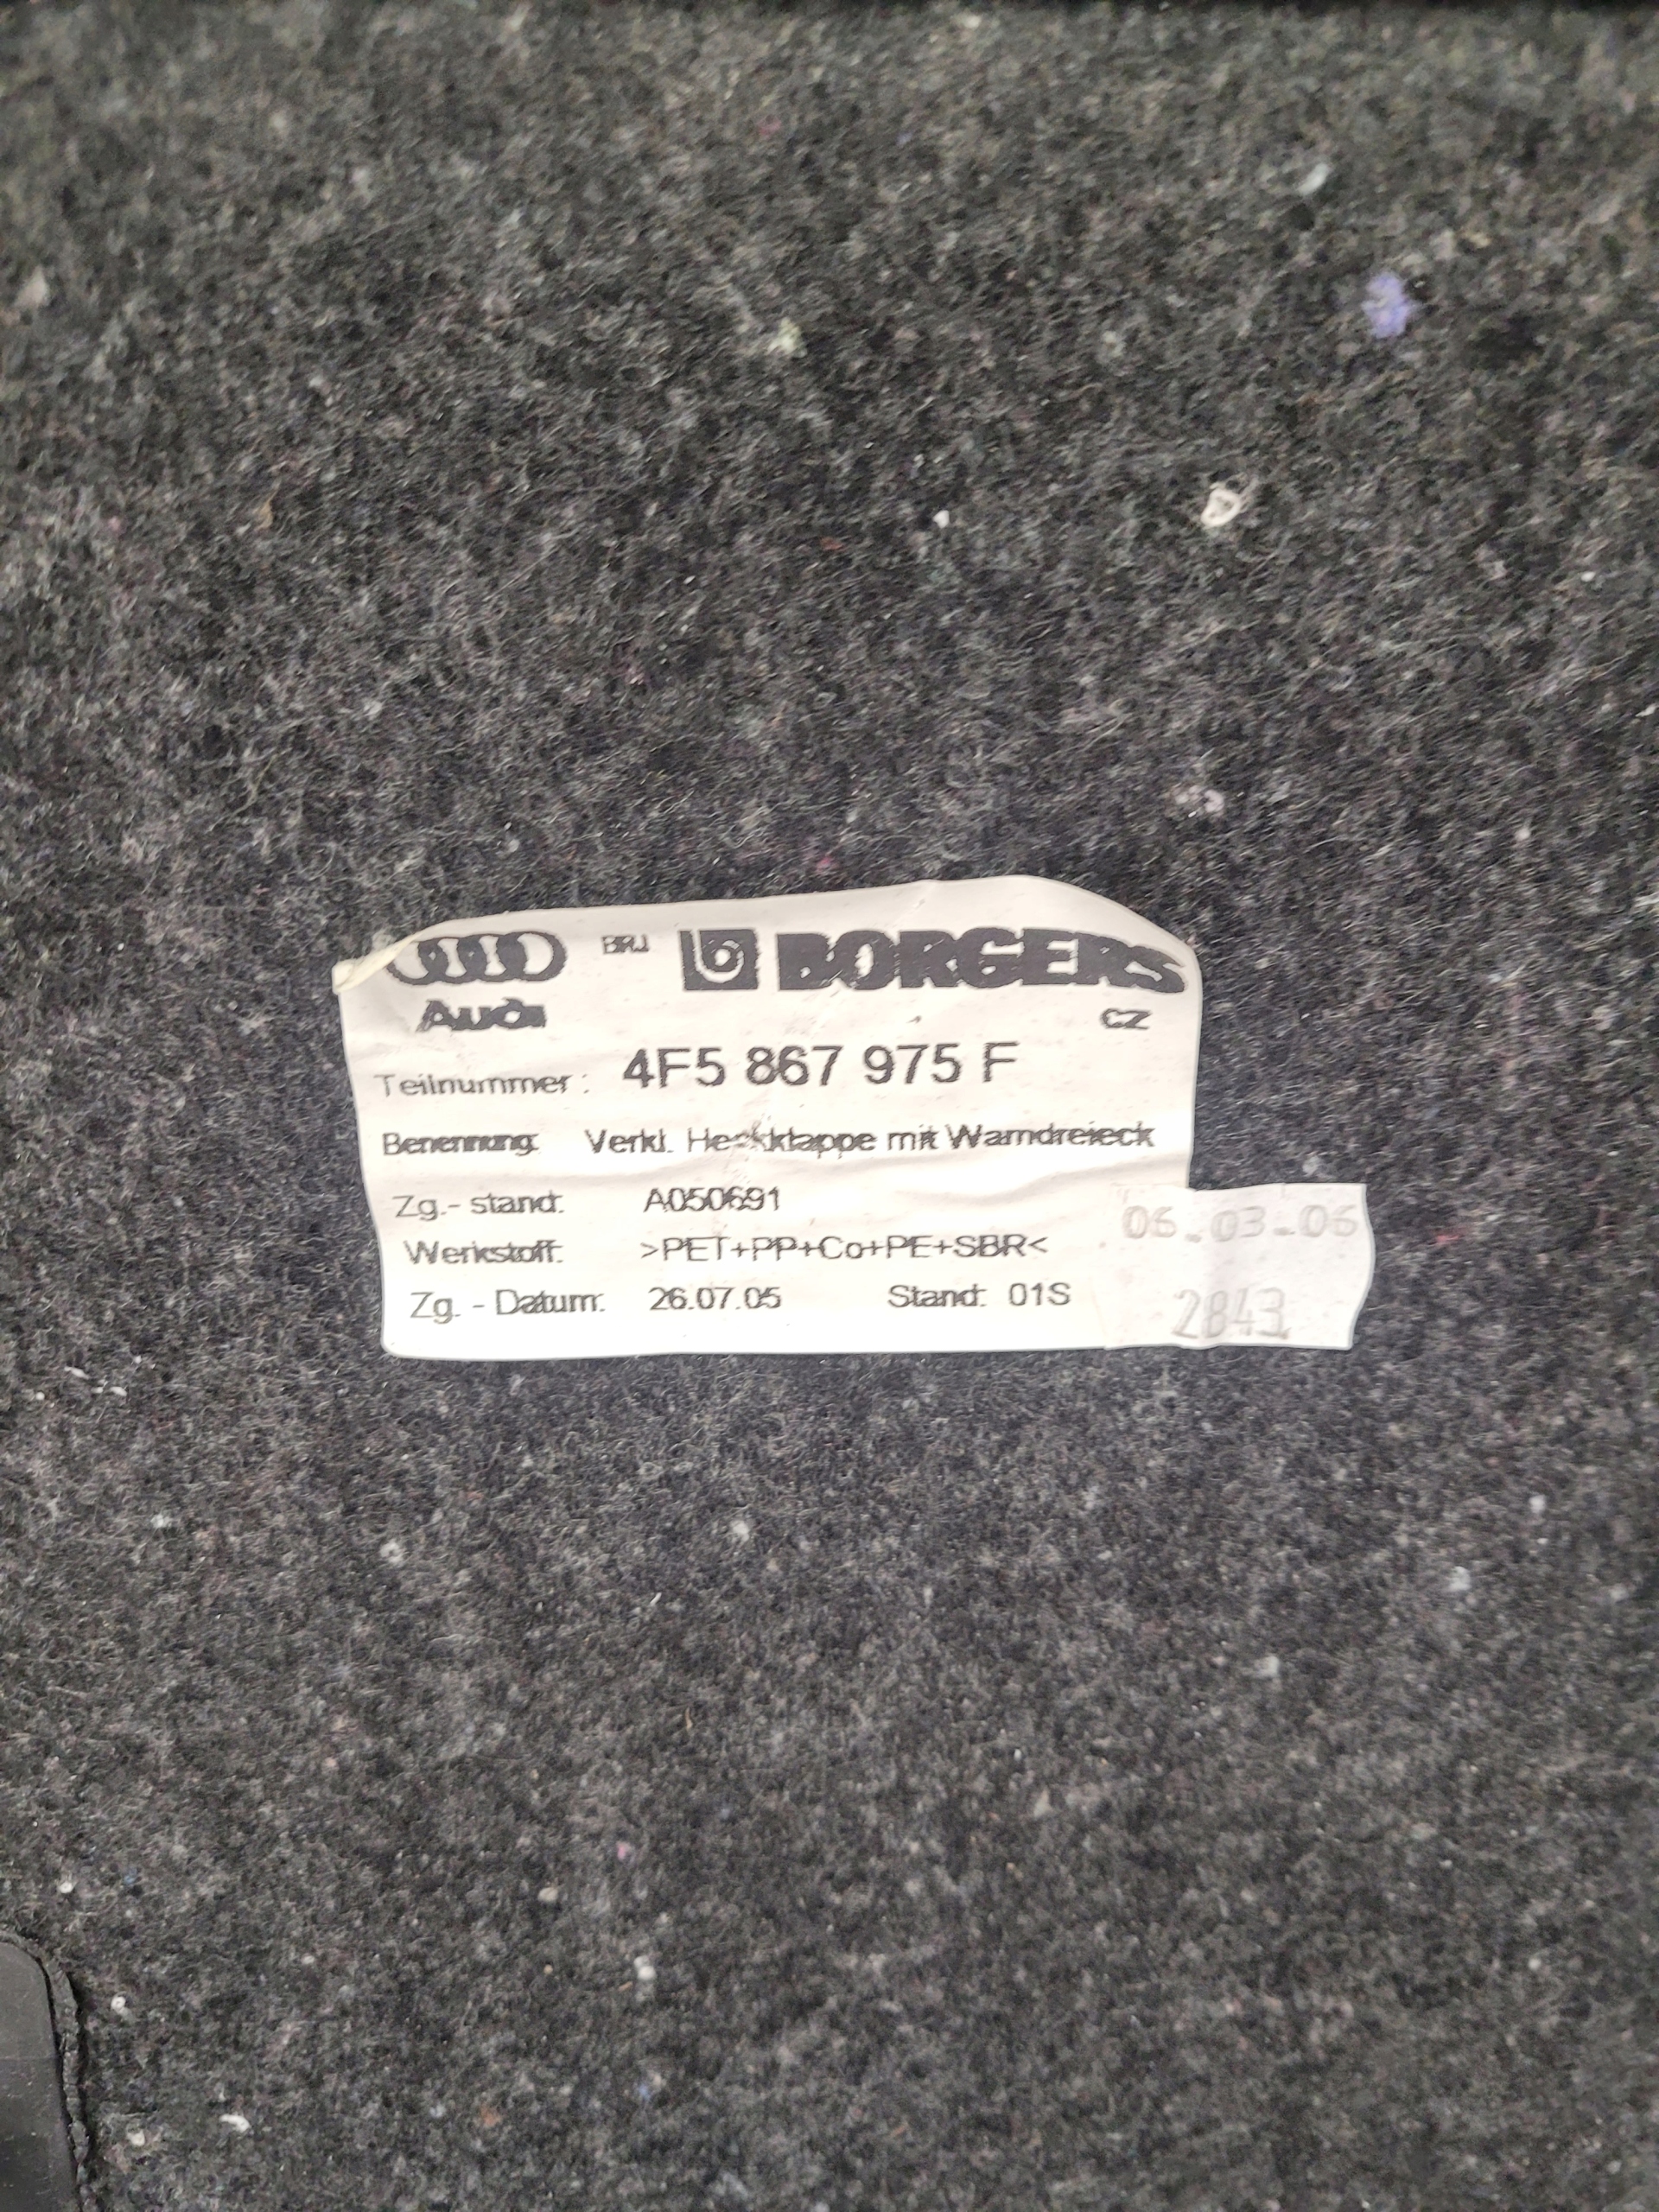 BRJ BORGERS
Audi CZ
Teilnummer: 4F5 867 975 F
Benennung: Verkl. Heckklappe mit Warndreieck
Zg.- stand: A050691
Werkstoff: >PET+PP+Co+PE+SBR<
Zg. - Datum: 26.07.05 Stand: 01S
06.-03-06
2843